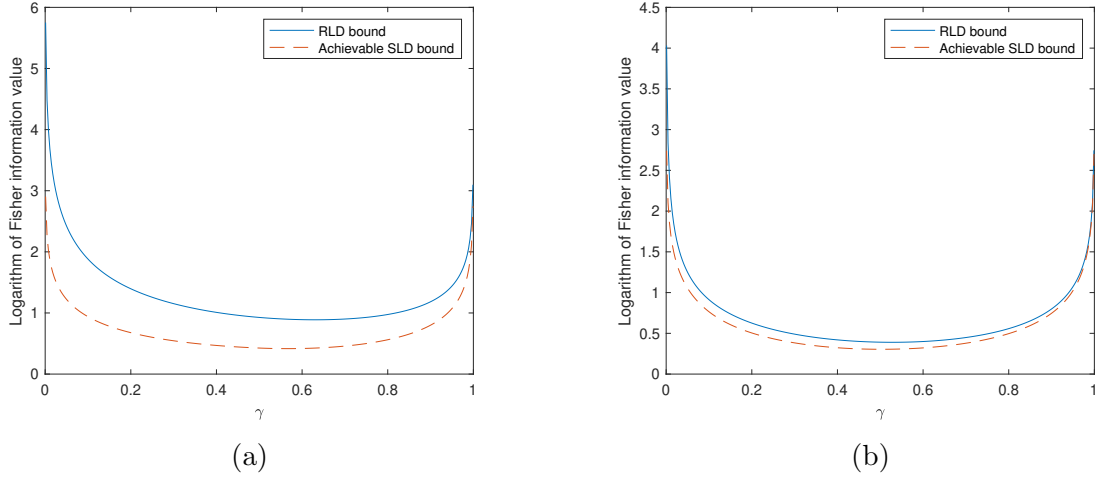 6
5
4
3
2
1
0
0
0.2
0.4
0.6
0.8
1
γ
Logarithm of Fisher information value
RLD bound
Achievable SLD bound
(a)
4.5
4
3.5
3
2.5
2
1.5
1
0.5
0
0
0.2
0.4
0.6
0.8
1
γ
Logarithm of Fisher information value
RLD bound
Achievable SLD bound
(b)